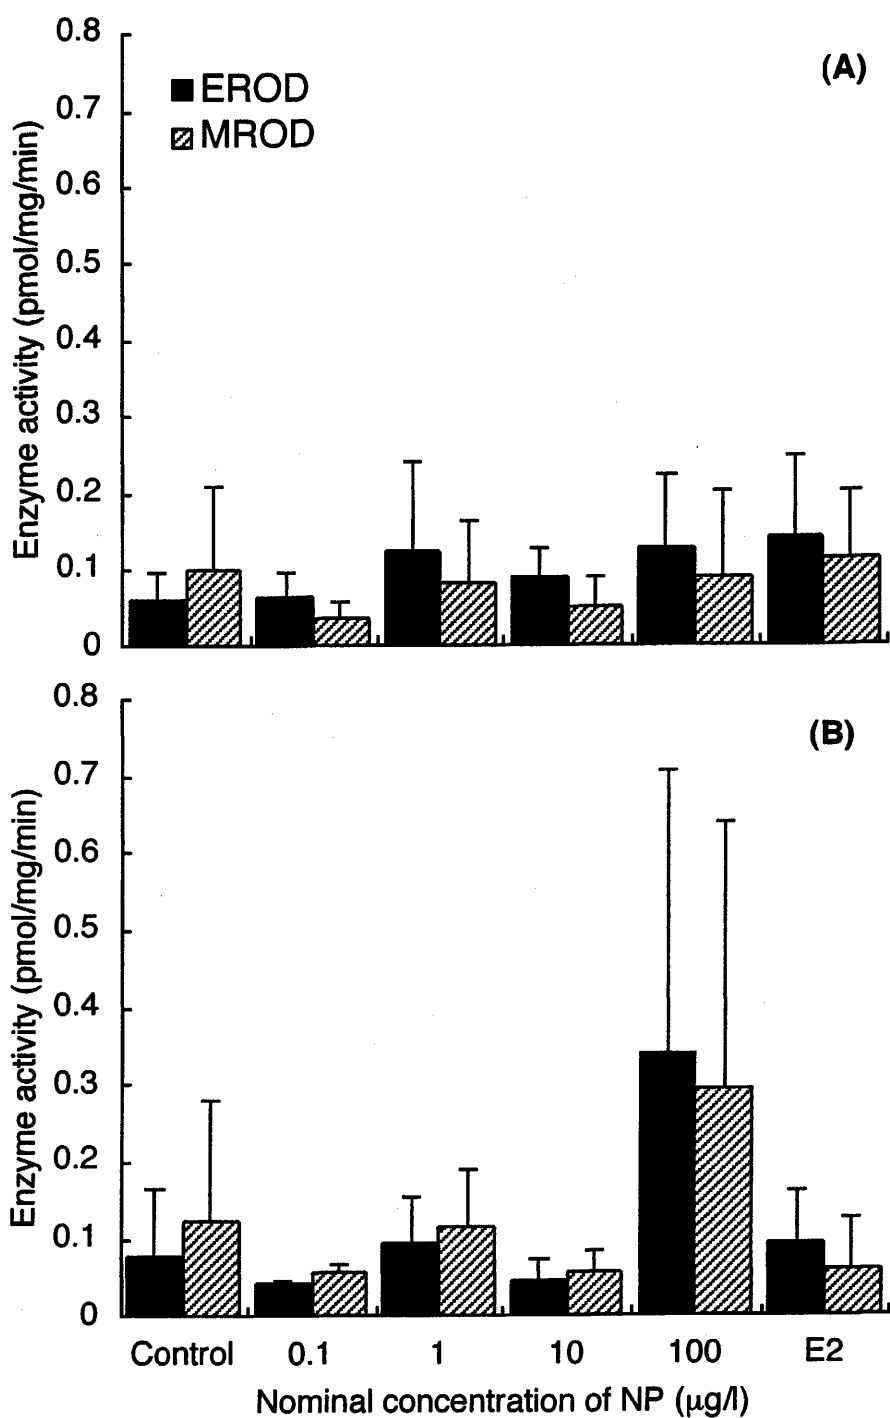 (A)
EROD
MROD
Enzyme activity (pmol/mg/min)
0.8
0.7
0.6
0.5
0.4
0.3
0.2
0.1
0
(B)
Enzyme activity (pmol/mg/min)
0.8
0.7
0.6
0.5
0.4
0.3
0.2
0.1
0
Control 0.1 1 10 100 E2
Nominal concentration of NP (µg/l)